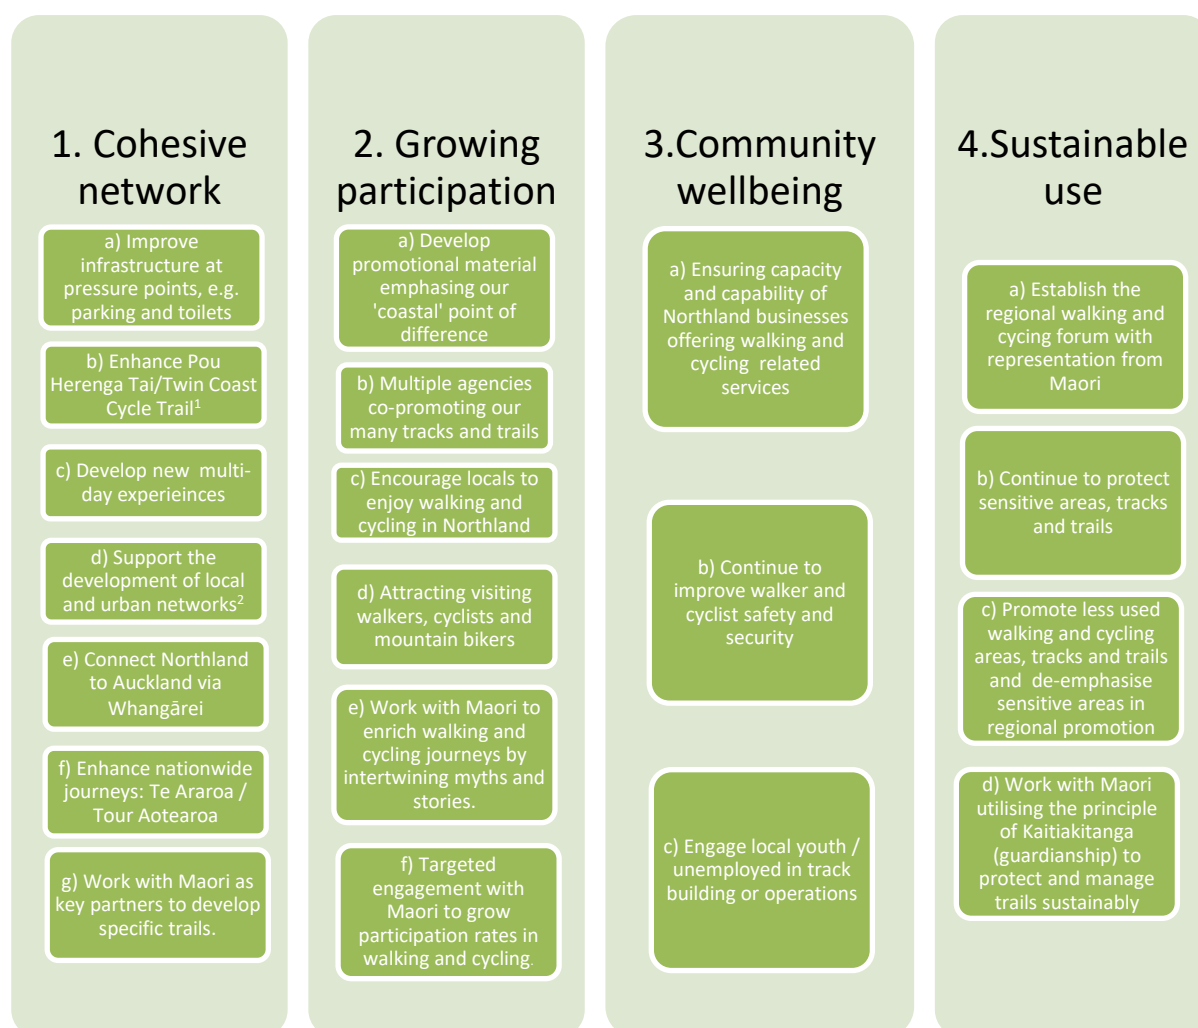 1. Cohesive
network
a) Improve
infrastructure at
pressure points, e.g.
parking and toilets
b) Enhance Pou
Herenga Tai/Twin Coast
Cycle Trail¹
c) Develop new multi-
day experieinces
d) Support the
development of local
and urban networks²
e) Connect Northland
to Auckland via
Whangārei
f) Enhance nationwide
journeys: Te Araroa /
Tour Aotearoa
g) Work with Maori as
key partners to develop
specific trails.
2. Growing
participation
a) Develop
promotional material
emphasing our
'coastal' point of
difference
b) Multiple agencies
co-promoting our
many tracks and trails
c) Encourage locals to
enjoy walking and
cycling in Northland
d) Attracting visiting
walkers, cyclists and
mountain bikers
e) Work with Maori to
enrich walking and
cycling journeys by
intertwining myths and
stories.
f) Targeted
engagement with
Maori to grow
participation rates in
walking and cycling.
3.Community
wellbeing
a) Ensuring capacity
and capability of
Northland businesses
offering walking and
cycling related
services
b) Continue to
improve walker and
cyclist safety and
security
c) Engage local youth /
unemployed in track
building or operations
4.Sustainable
use
a) Establish the
regional walking and
cycing forum with
representation from
Maori
b) Continue to protect
sensitive areas, tracks
and trails
c) Promote less used
walking and cycling
areas, tracks and trails
and de-emphasise
sensitive areas in
regional promotion
d) Work with Maori
utilising the principle
of Kaitiakitanga
(guardianship) to
protect and manage
trails sustainably